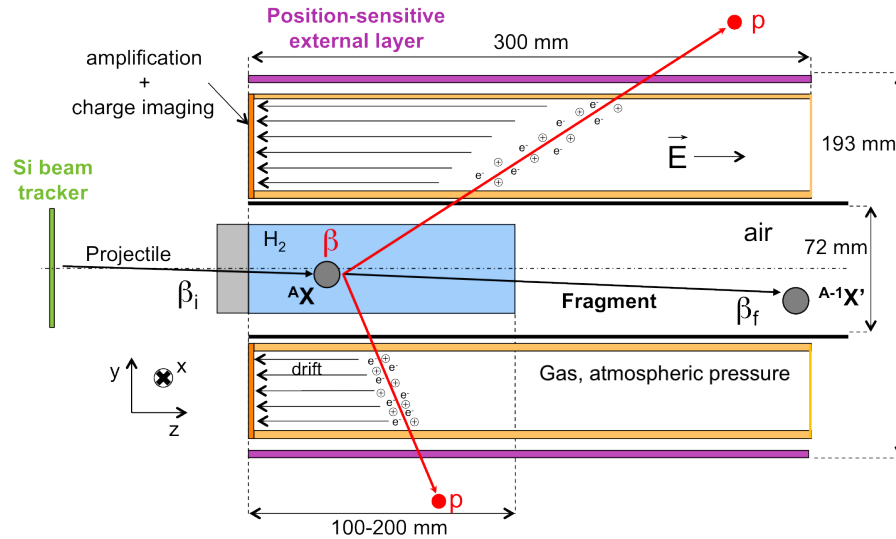 Position-sensitive
external layer
p
300 mm
amplification
+
charge imaging
e-
e-
e-
e-
e-
e-
e-
e-
E
193 mm
Si beam
tracker
H2
β
air
72 mm
Projectile
βi
AX
Fragment
βf
A-1X'
y
x
z
drift
e-
e-
e-
e-
e-
e-
Gas, atmospheric pressure
p
100-200 mm